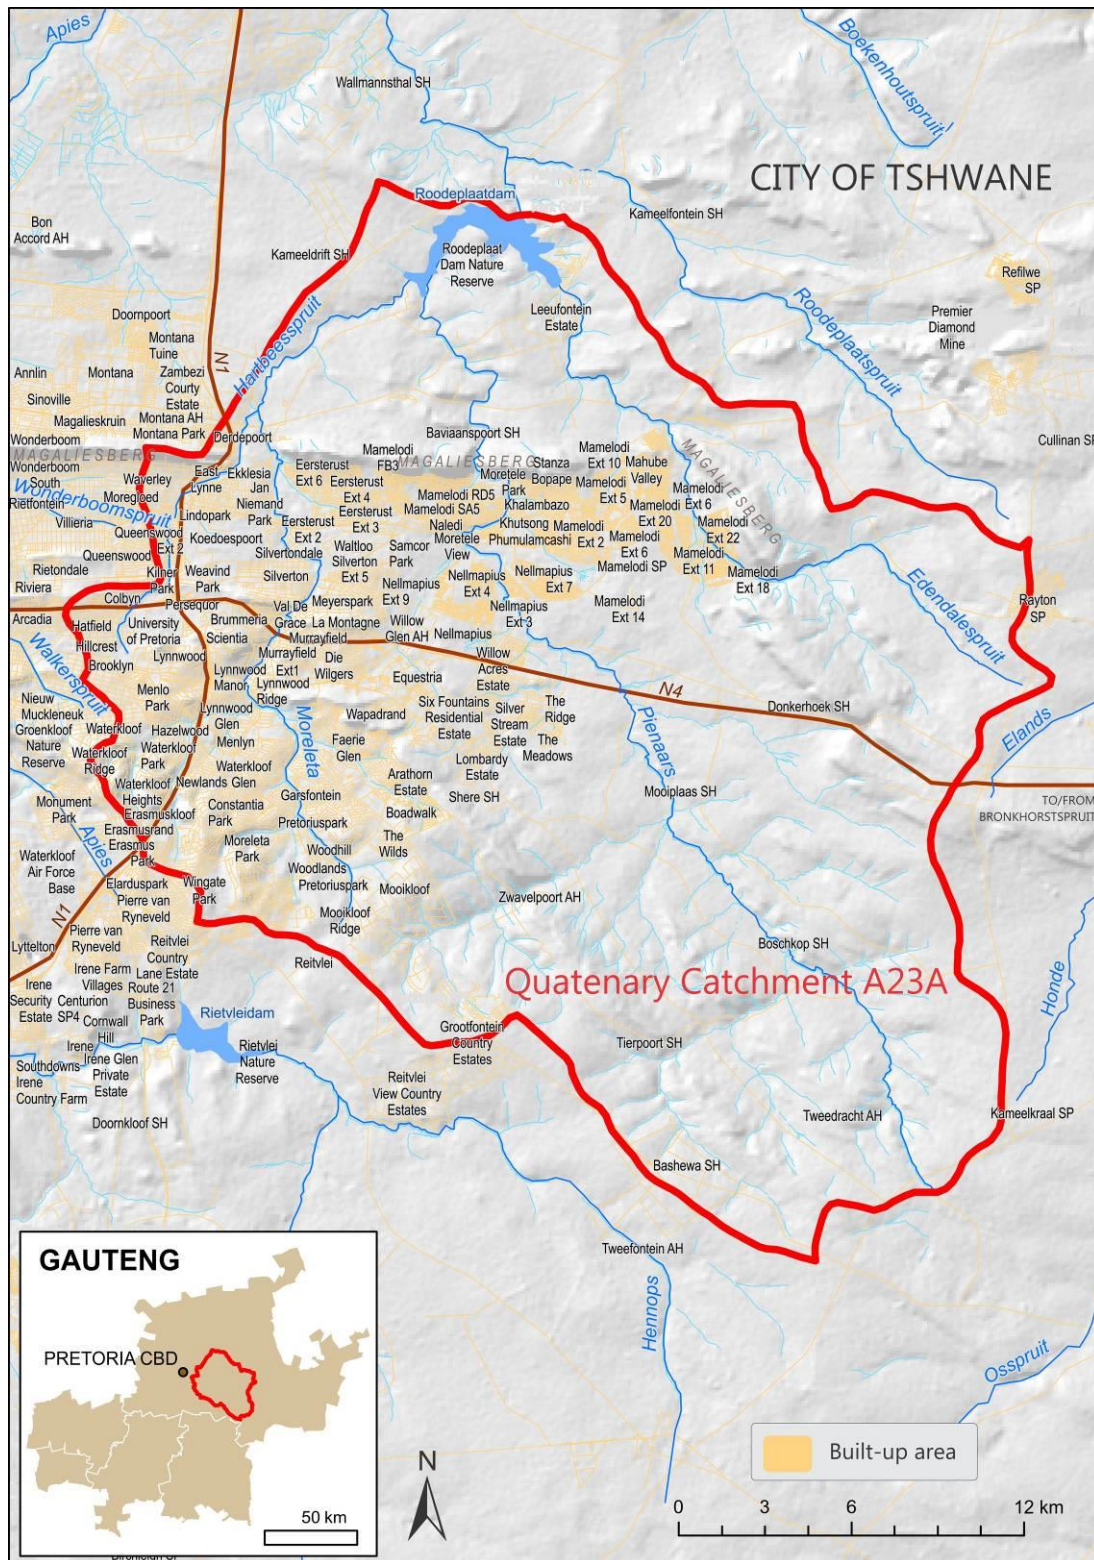 Apies
Boekenhoutspruit
Wallmannsthal SH
CITY OF TSHWANE
Roodeplaatdam
Kameelfontein SH
Bon
Accord AH
Kameeldrift SH
Roodeplaat
Dam Nature
Reserve
Refilwe
SP
Roodeplaatspruit
Leeufontein
Estate
Premier
Diamond
Mine
Doornpoort
Montana
Tuine
N1
Hartbeesspruit
Annlin
Montana
Zambezi
County
Estate
Sinoville
Magalieskruin
Montana AH
Montana Park
Derdepoort
Wonderboom
Baviaanspoort SH
Cullinan SP
MAGALIESBERG
MAGALIESBERG
MAGALIESBERG
Wonderboom
South
Waverley
East
Lynne
Ekklesia
Jan
Niemand
Park
Eersterust
Ext 6
Mamelodi
FB3
Eersterust
Ext 4
Eersterust
Ext 3
Eersterust
Ext 2
Mamelodi RD5
Mamelodi SA5
Moretele
Park
Stanza
Bopape
Mamelodi
Ext 10
Mahube
Valley
Mamelodi
Ext 5
Mamelodi
Ext 6
Rietfontein
Moregloed
Wonderboomspruit
Villieria
Lindopark
Queenswood
Ext 2
Koedoespoort
Khalambazo
Khutsong
Phumulamcashi
Naledi
Moretele
View
Mamelodi
Ext 20
Mamelodi
Ext 22
Mamelodi
Ext 2
Mamelodi
Ext 6
Mamelodi SP
Mamelodi
Ext 11
Mamelodi
Ext 18
Queenswood
Rietondale
Riviera
Kilner
Park
Weavind
Park
Silvertondale
Silverton
Waltloo
Silverton
Ext 5
Samcor
Park
Nellmapius
Ext 9
Nellmapius
Ext 4
Nellmapius
Ext 7
Nellmapius
Ext 3
Mamelodi
Ext 14
Edendalespruit
Rayton
SP
Colbyn
Persequor
Arcadia
Hatfield
University
of Pretoria
Brummeria
Scientia
Val De
Grace
Meyerspark
La Montagne
Murrayfield
Willow
Glen AH
Nellmapius
Hillcrest
Brooklyn
Lynnwood
Walkerspruit
Murrayfield
Ext1
Die
Wilgers
Lynnwood
Manor
Lynnwood
Ridge
Equestria
Willow
Acres
Estate
N4
Donkerhoek SH
Nieuw
Muckleneuk
Menlo
Park
Lynnwood
Glen
Moreleta
Wapadrand
Six Fountains
Residential
Estate
Silver
Stream
Estate
The
Ridge
The
Meadows
Pienaars
Elands
Groenkloof
Nature
Reserve
Waterkloof
Hazelwood
Waterkloof
Park
Menlyn
Faerie
Glen
Lombardy
Estate
Waterkloof
Ridge
Waterkloof
Glen
Newlands
Arathorn
Estate
Shere SH
Mooiplaas SH
TO/FROM
BRONKHORSTSPRUIT
Monument
Park
Waterkloof
Heights
Erasmuskloof
Constantia
Park
Garsfontein
Pretoriuspark
Boadwalk
Erasmusrand
Erasmus
Park
Moreleta
Park
Woodhill
The
Wilds
Apies
Waterkloof
Air Force
Base
Wingate
Park
Woodlands
Pretoriuspark
Mooikloof
Zwavelpoort AH
Elarduspark
Pierre van
Ryneveld
Mooikloof
Ridge
N1
Lyttelton
Pierre van
Ryneveld
Reitvlei
Country
Lane Estate
Reitvlei
Boschkop SH
Quatenary Catchment A23A
Honde
Irene Farm
Villages
Route 21
Business
Park
Irene
Security
Estate
Centurion
SP4
Cornwall
Hill
Rietvleidam
Grootfontein
Country
Estates
Tierpoort SH
Irene
Irene Glen
Private
Estate
Rietvlei
Nature
Reserve
Southdowns
Irene
Country Farm
Reitvlei
View Country
Estates
Tweedracht AH
Kameelkraal SP
Doornkloof SH
Bashewa SH
Tweefontein AH
Hennops
Osspruit
GAUTENG
PRETORIA CBD
50 km
N
Built-up area
0 3 6 12 km